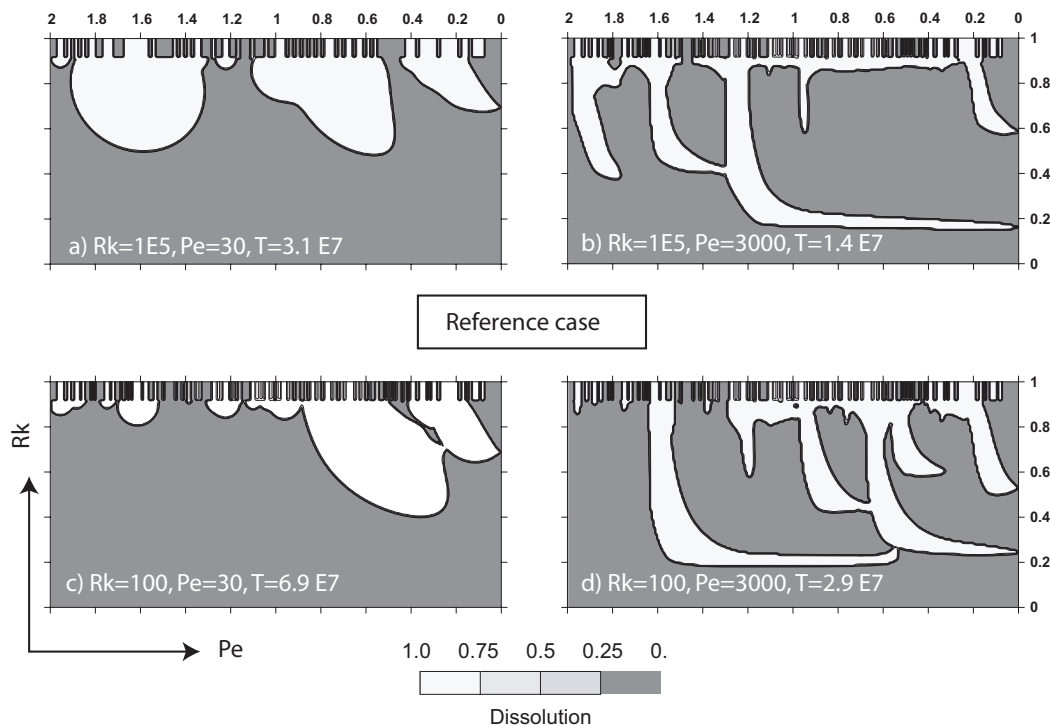 2 1.8 1.6 1.4 1.2 1 0.8 0.6 0.4 0.2 0
2 1.8 1.6 1.4 1.2 1 0.8 0.6 0.4 0.2 0
1
0.8
0.6
0.4
0.2
0
a) Rk=1E5, Pe=30, T=3.1 E7
b) Rk=1E5, Pe=3000, T=1.4 E7
Reference case
1
0.8
0.6
0.4
0.2
0
c) Rk=100, Pe=30, T=6.9 E7
d) Rk=100, Pe=3000, T=2.9 E7
Rk
Pe
1.0 0.75 0.5 0.25 0.
Dissolution